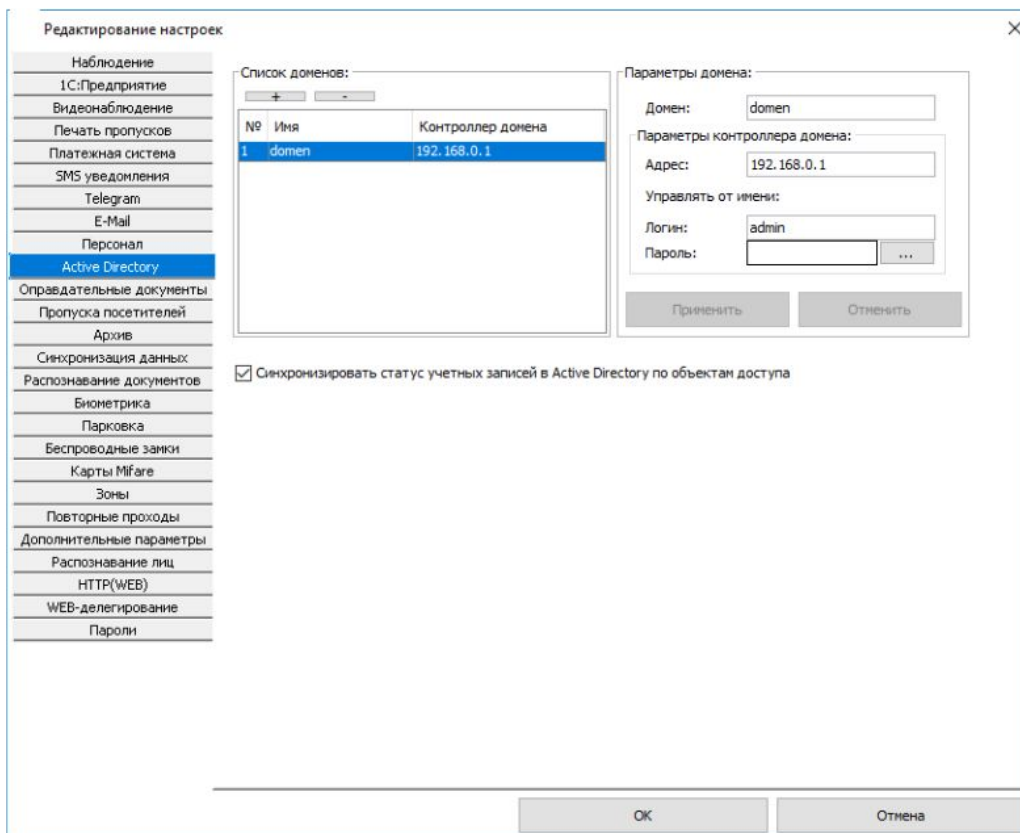 Редактирование настроек
Наблюдение
1С:Предприятие
Видеонаблюдение
Печать пропусков
Платежная система
SMS уведомления
Telegram
E-Mail
Персонал
Active Directory
Оправдательные документы
Пропуска посетителей
Архив
Синхронизация данных
Распознавание документов
Биометрика
Парковка
Беспроводные замки
Карты Mifare
Зоны
Повторные проходы
Дополнительные параметры
Распознавание лиц
HTTP(WEB)
WEB-делегирование
Пароли
Список доменов:
+ -
№ Имя Контроллер домена
1 domen 192.168.0.1
Параметры домена:
Домен: domen
Параметры контроллера домена:
Адрес: 192.168.0.1
Управлять от имени:
Логин: admin
Пароль: ...
Применить Отменить
Синхронизировать статус учетных записей в Active Directory по объектам доступа
ОК Отмена